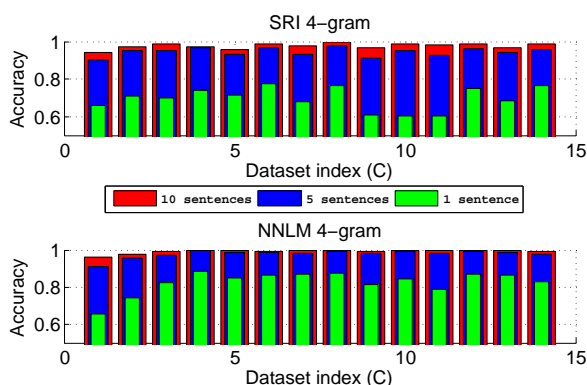 SRI 4−gram
Accuracy
1
0.8
0.6
0 5 10 15
Dataset index (C)
10 sentences 5 sentences 1 sentence
NNLM 4−gram
Accuracy
1
0.8
0.6
0 5 10 15
Dataset index (C)